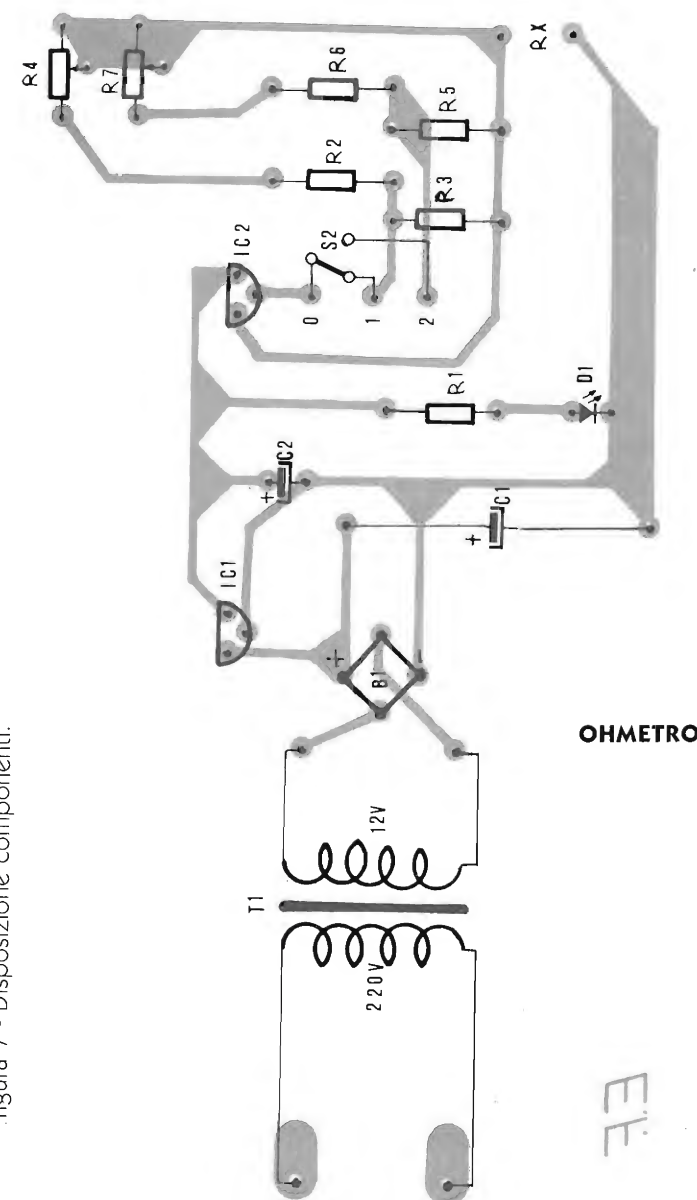 Figura 7 - Disposizione componenti.
R4
R7
R6
R5
R2
R3
S2
IC2
0
1
2
RX
R1
D1
C2
+
IC1
C1
+
+
B1
-
OHMETRO
T1
12V
220V